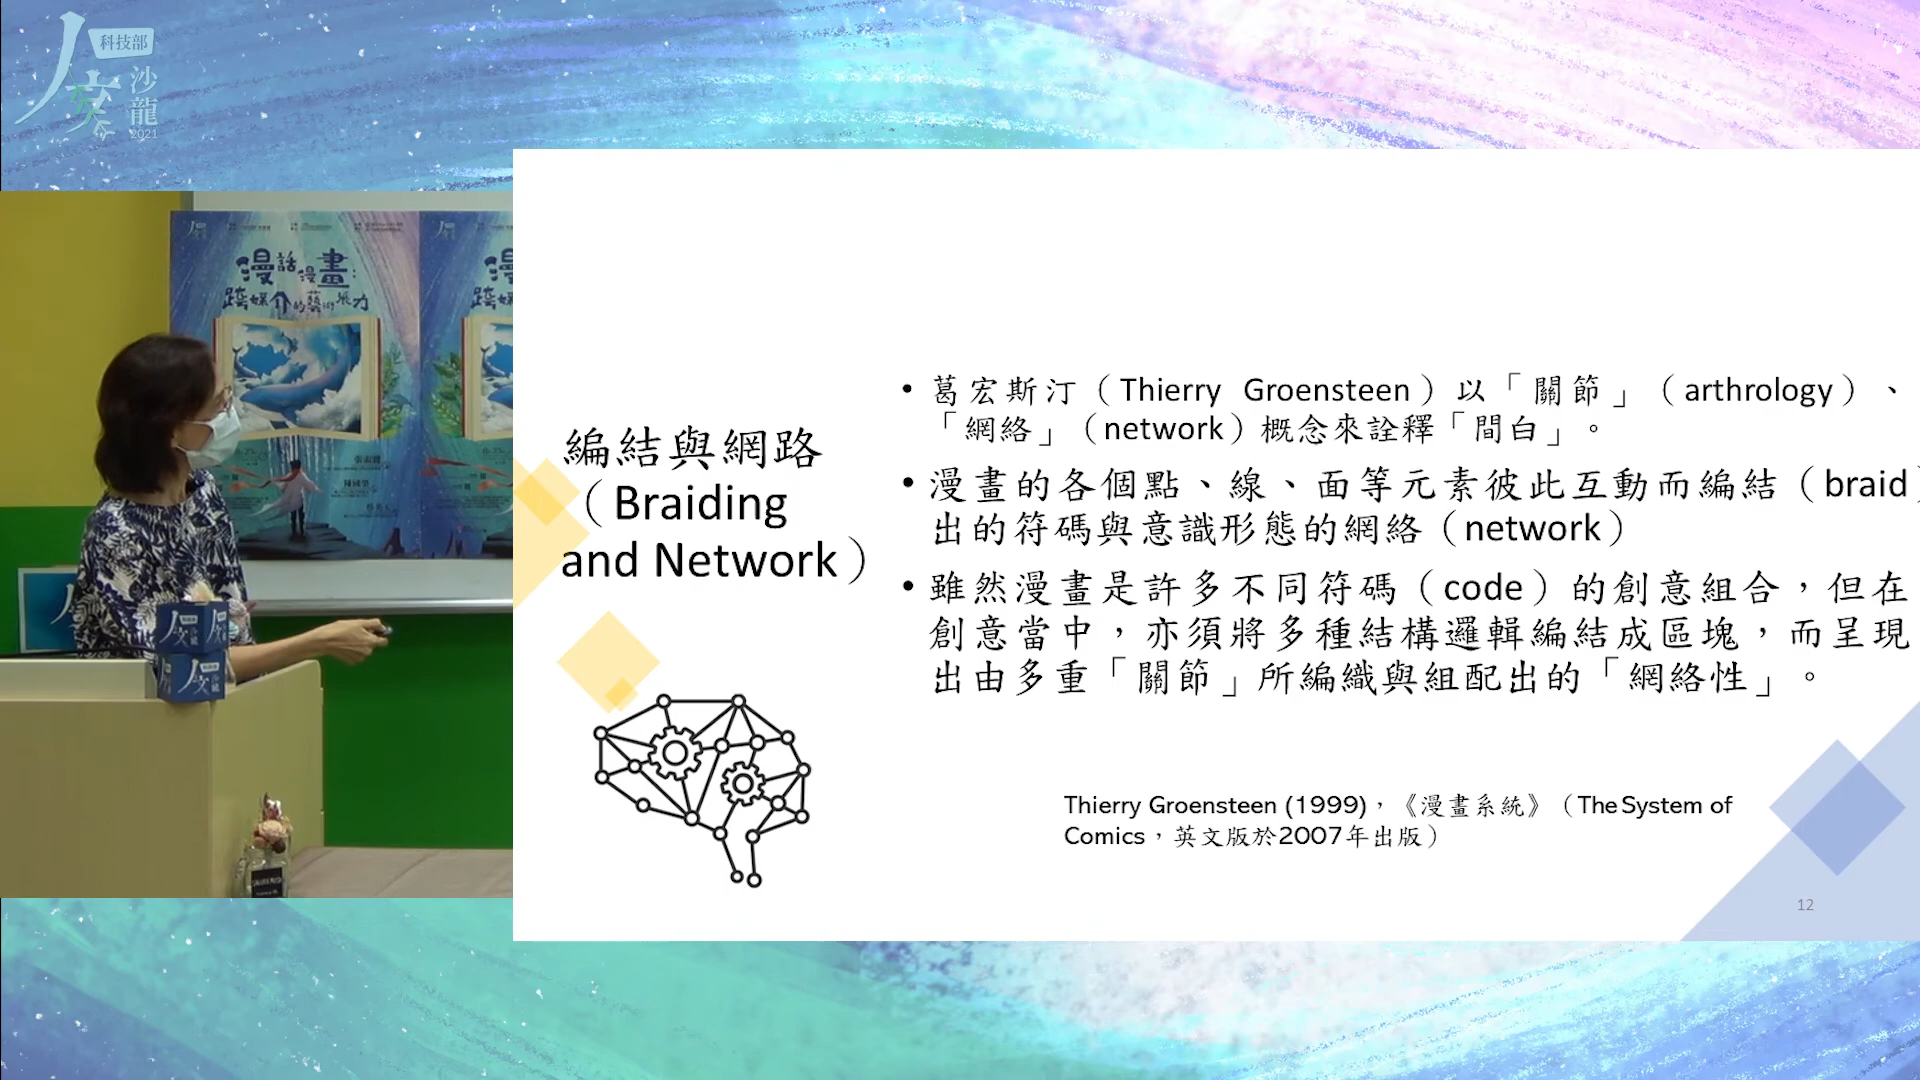 人文
科技部
沙龍
2021
漫話漫畫：
跨媒介的藝術張力
編結與網路
（Braiding
and Network）
• 葛宏斯汀（Thierry Groensteen）以「關節」（arthrology）、
「網絡」（network）概念來詮釋「間白」。
• 漫畫的各個點、線、面等元素彼此互動而編結（braid）
出的符碼與意識形態的網絡（network）
• 雖然漫畫是許多不同符碼（code）的創意組合，但在
創意當中，亦須將多種結構邏輯編結成區塊，而呈現
出由多重「關節」所編織與組配出的「網絡性」。
Thierry Groensteen (1999)，《漫畫系統》（The System of
Comics，英文版於2007年出版）
12